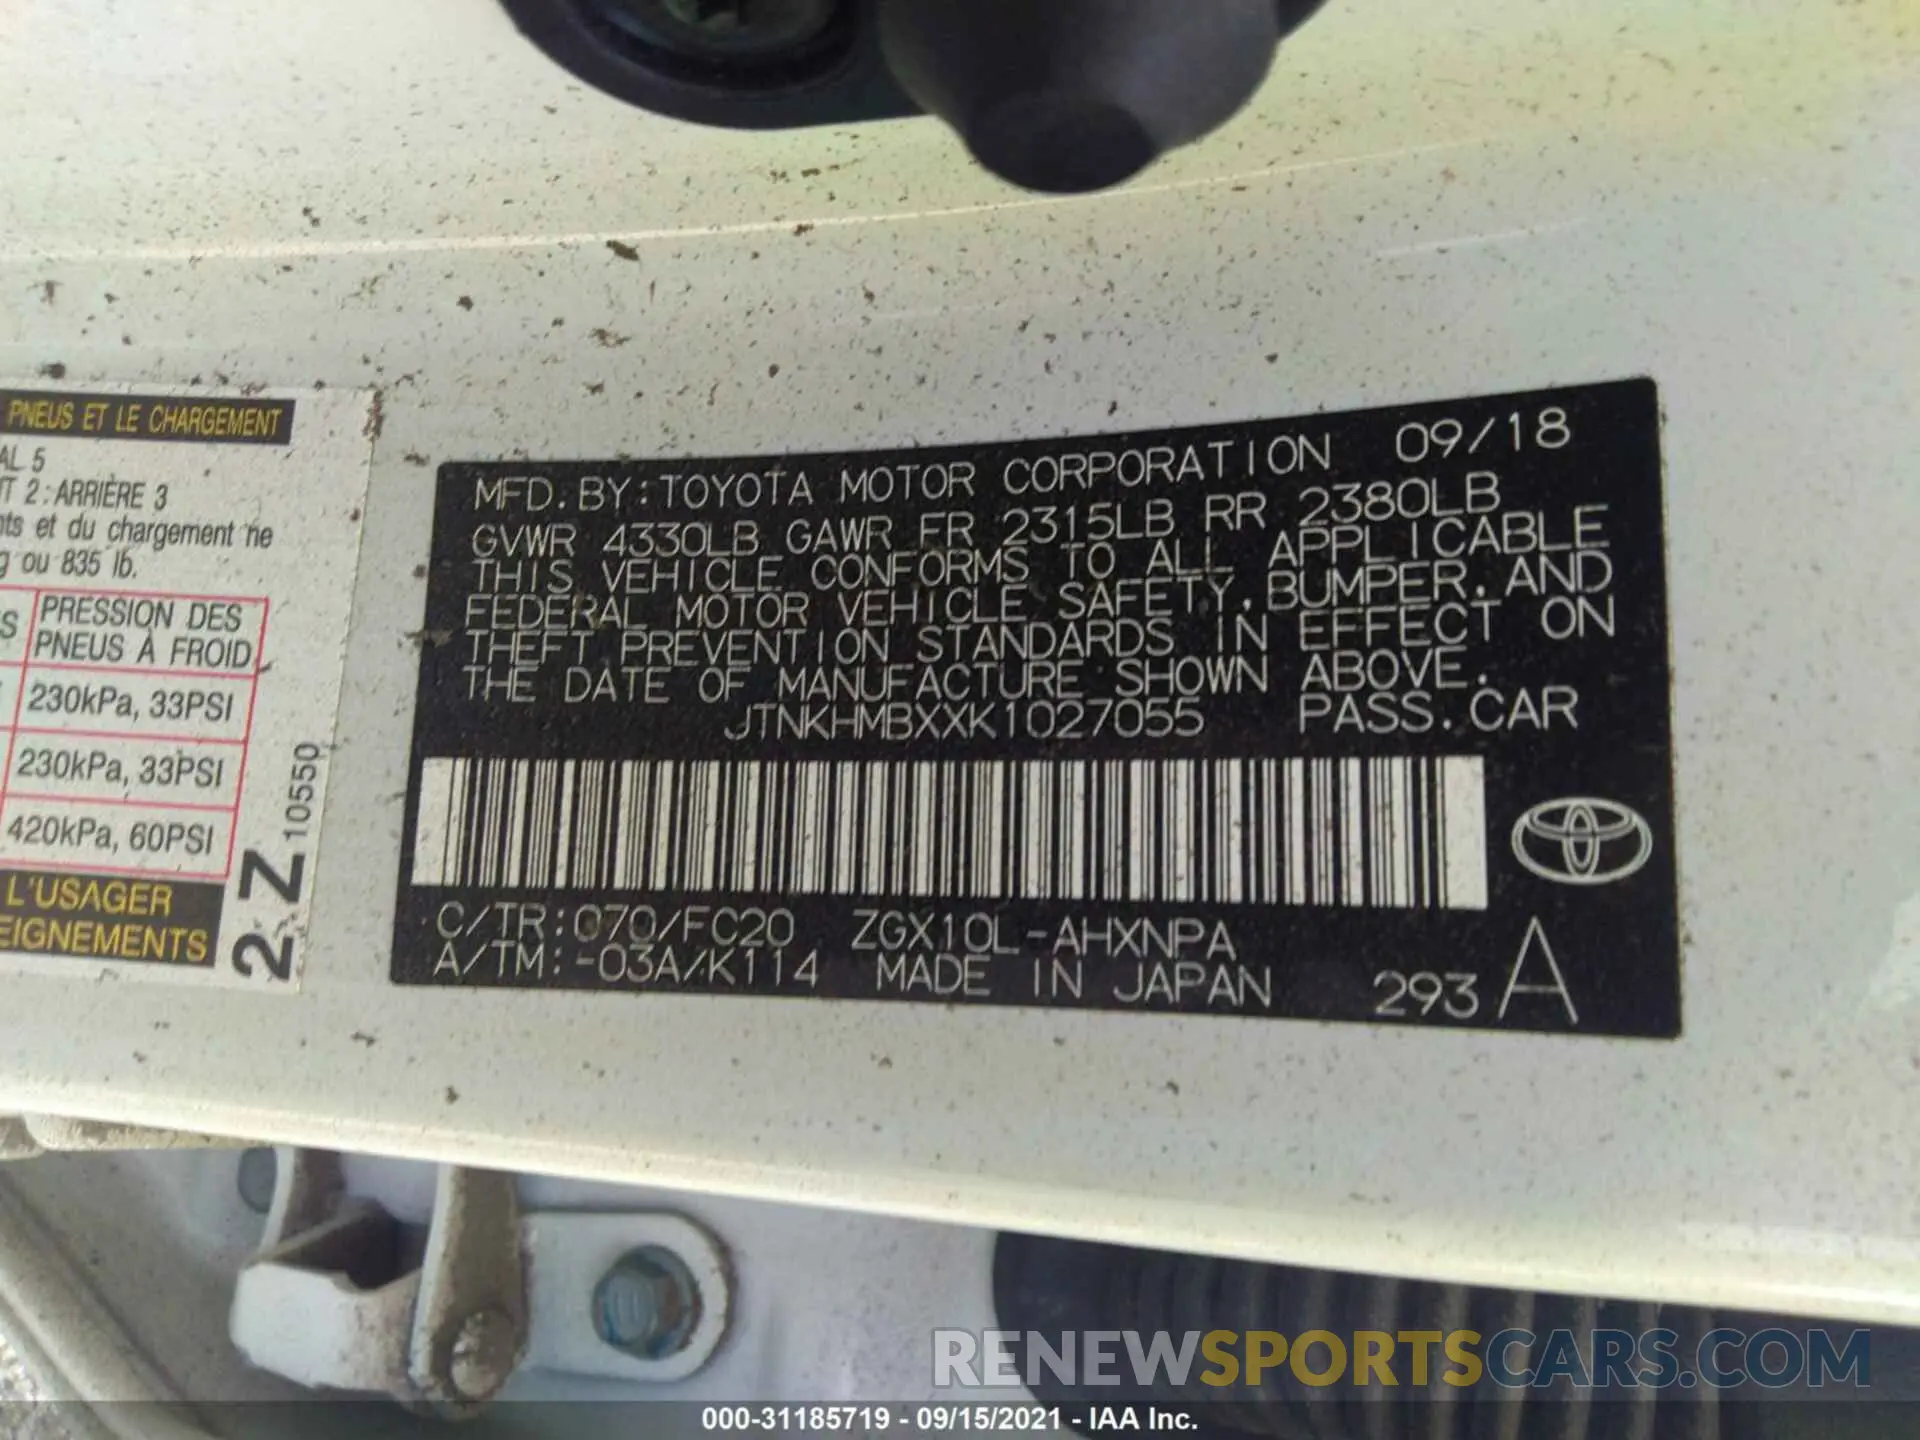 PNEUS ET LE CHARGEMENT
AL 5
T 2 : ARRIÈRE 3
et du chargement ne
g ou 835 lb.
S PRESSION DES
PNEUS À FROID
230kPa, 33PSI
230kPa, 33PSI
420kPa, 60PSI
L'USAGER
EIGNEMENTS
2 Z 10550
MFD. BY: TOYOTA MOTOR CORPORATION 09/18
GVWR 4330LB GAWR FR 2315LB RR 2380LB
THIS VEHICLE CONFORMS TO ALL APPLICABLE
FEDERAL MOTOR VEHICLE SAFETY, BUMPER, AND
THEFT PREVENTION STANDARDS IN EFFECT ON
THE DATE OF MANUFACTURE SHOWN ABOVE.
JTNKHMBXXK1027055 PASS. CAR
C/TR: 070/FC20 ZGX10L-AHXNPA
A/TM: -03A/K114 MADE IN JAPAN 293 A
RENEWSPORTSCARS.COM
000-31185719 - 09/15/2021 - IAA Inc.